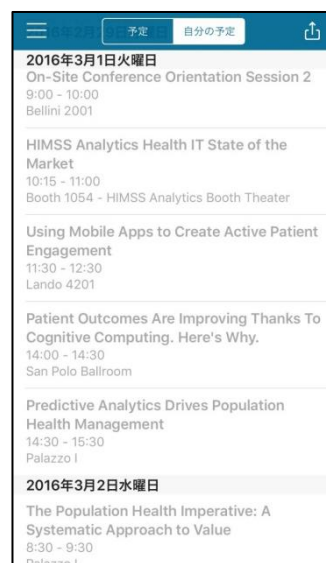 予定
自分の予定
2016年3月1日火曜日
On-Site Conference Orientation Session 2
9:00 - 10:00
Bellini 2001
HIMSS Analytics Health IT State of the
Market
10:15 - 11:00
Booth 1054 - HIMSS Analytics Booth Theater
Using Mobile Apps to Create Active Patient
Engagement
11:30 - 12:30
Lando 4201
Patient Outcomes Are Improving Thanks To
Cognitive Computing. Here's Why.
14:00 - 14:30
San Polo Ballroom
Predictive Analytics Drives Population
Health Management
14:30 - 15:30
Palazzo I
2016年3月2日水曜日
The Population Health Imperative: A
Systematic Approach to Value
8:30 - 9:30